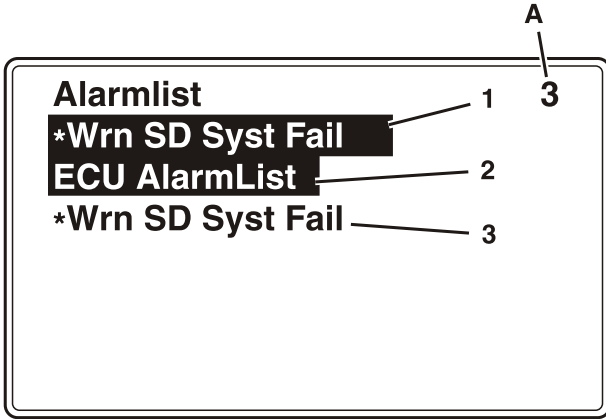 A
Alarmlist 3
*Wrn SD Syst Fail 1
ECU AlarmList 2
*Wrn SD Syst Fail 3